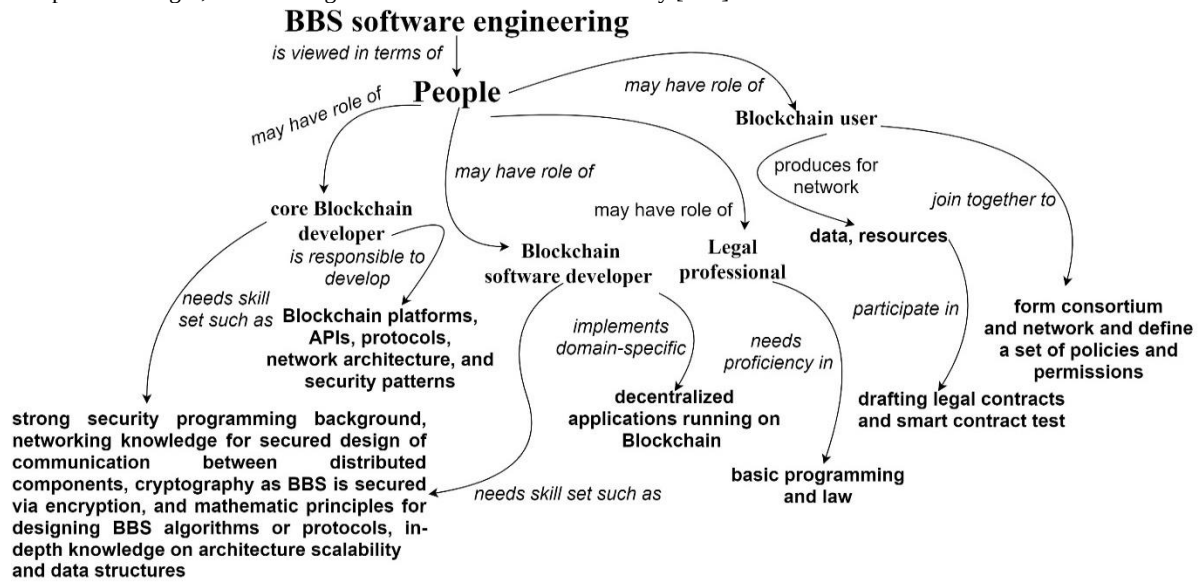 BBS software engineering
is viewed in terms of
People
may have role of
may have role of
Blockchain user
may have role of
produces for
network
may have role of
join together to
core Blockchain
developer
data, resources
is responsible to
develop
Blockchain
software developer
Legal
professional
needs skill
set such as
Blockchain platforms,
APIs, protocols,
network architecture, and
security patterns
implements
domain-specific
needs
proficiency in
participate in
form consortium
and network and define
a set of policies and
permissions
decentralized
applications running on
Blockchain
drafting legal contracts
and smart contract test
strong security programming background,
networking knowledge for secured design of
communication between distributed
components, cryptography as BBS is secured
via encryption, and mathematic principles for
designing BBS algorithms or protocols, in-
depth knowledge on architecture scalability
and data structures
needs skill set such as
basic programming
and law